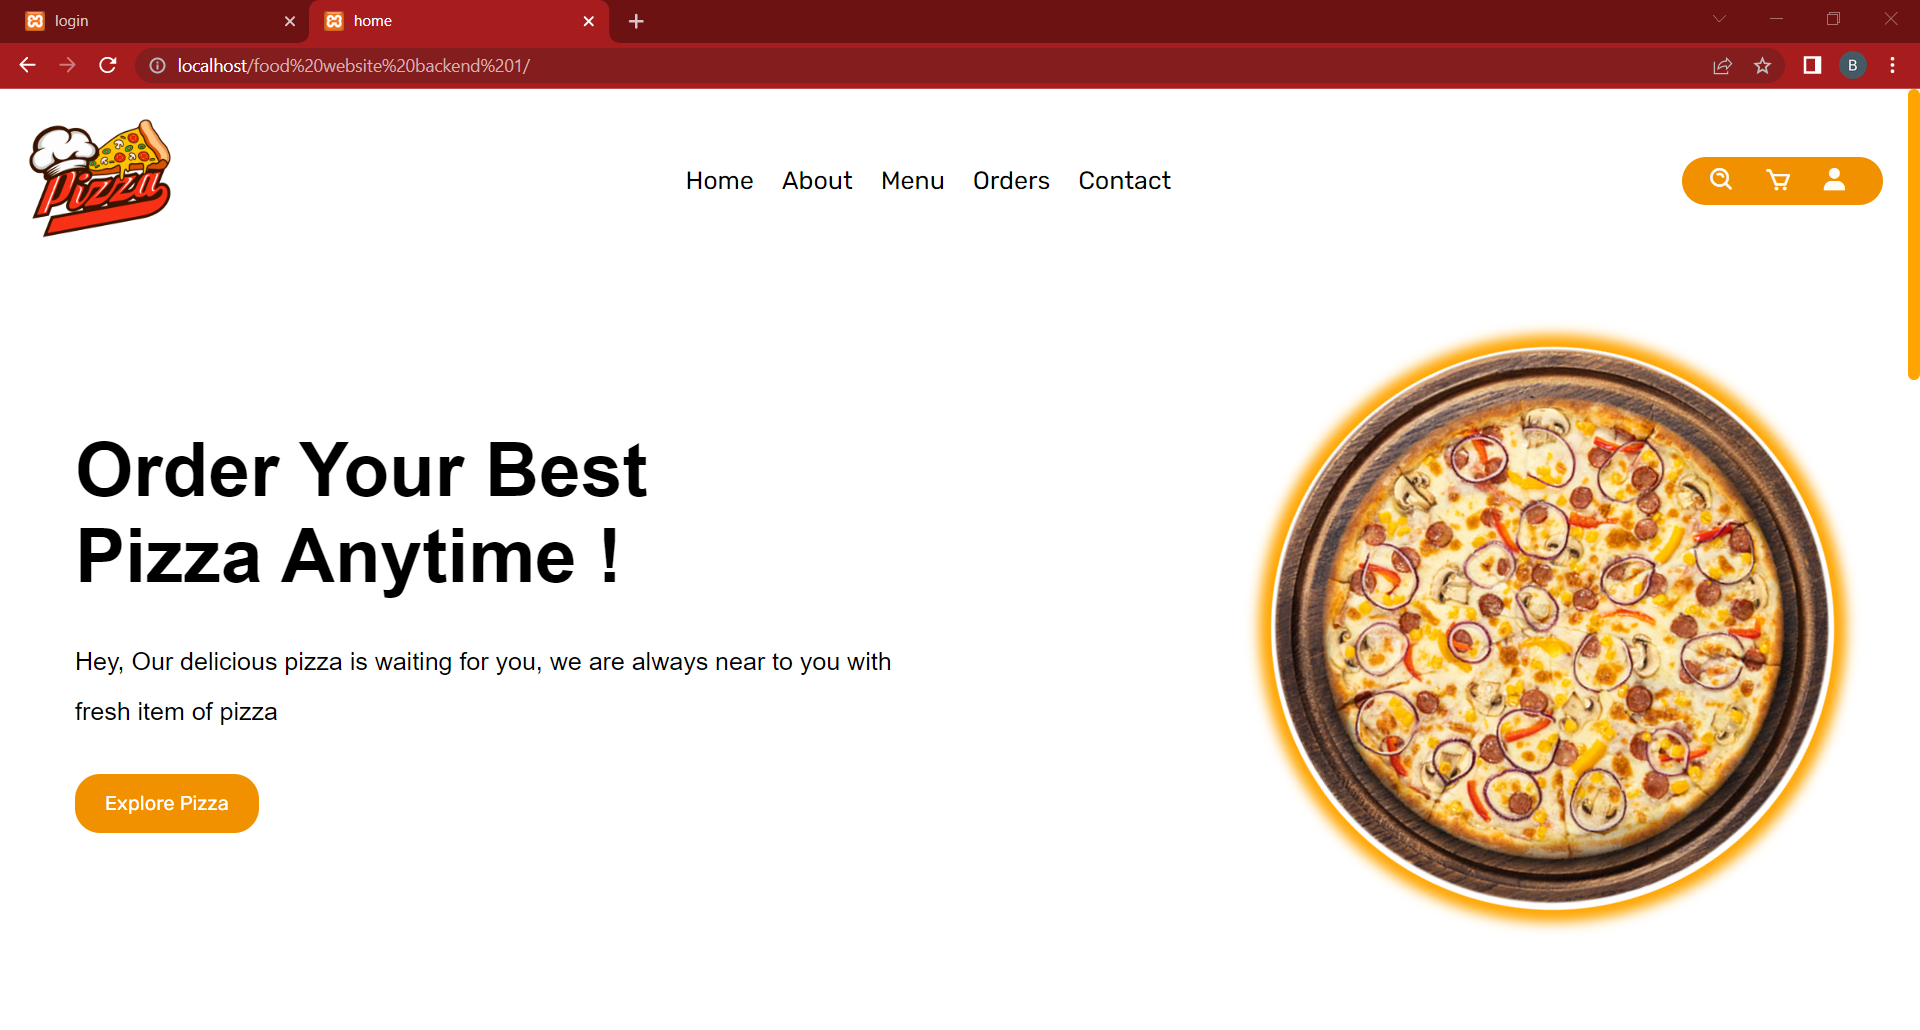 login
home
localhost/food%20website%20backend%201/
B
Pizza
Home About Menu Orders Contact
Order Your Best
Pizza Anytime !
Hey, Our delicious pizza is waiting for you, we are always near to you with
fresh item of pizza
Explore Pizza